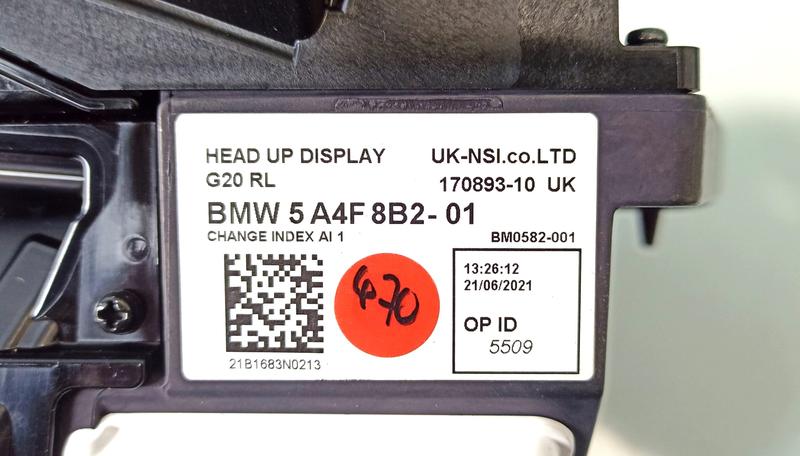 HEAD UP DISPLAY UK-NSI.co.LTD
G20 RL 170893-10 UK
BMW 5 A4F 8B2- 01
CHANGE INDEX AI 1 BM0582-001
13:26:12
21/06/2021
470
OP ID
5509
21B1683N0213